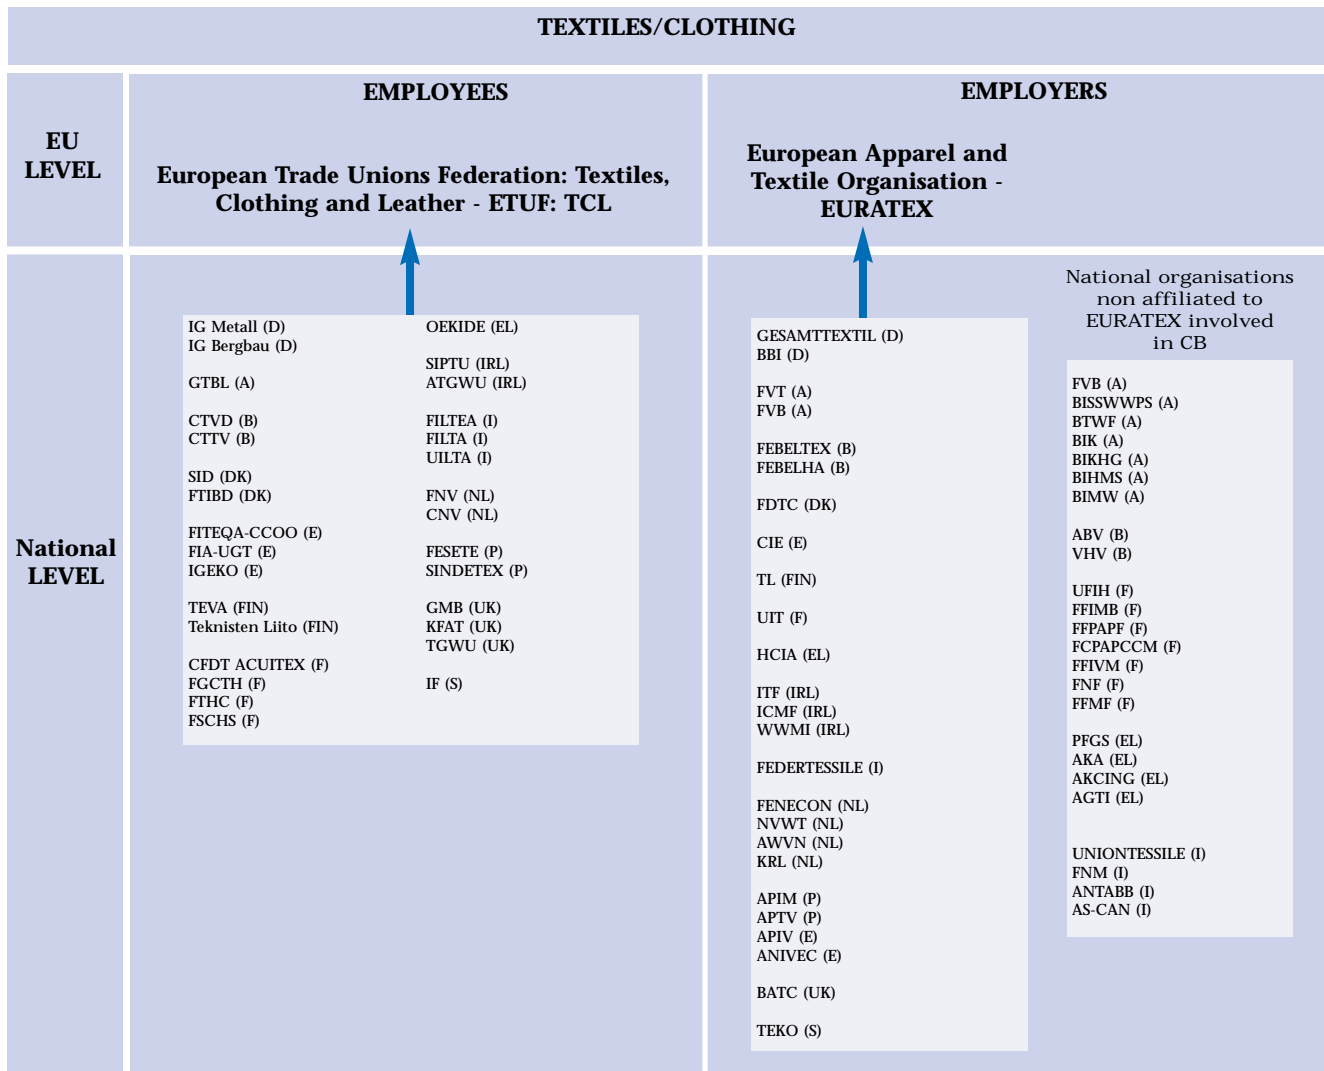 TEXTILES/CLOTHING
EU
LEVEL
EMPLOYEES
European Trade Unions Federation: Textiles,
Clothing and Leather - ETUF: TCL
EMPLOYERS
European Apparel and
Textile Organisation -
EURATEX
National
LEVEL
IG Metall (D)
IG Bergbau (D)
GTBL (A)
CTVD (B)
CTTV (B)
SID (DK)
FTIBD (DK)
FITEQA-CCOO (E)
FIA-UGT (E)
IGEKO (E)
TEVA (FIN)
Teknisten Liito (FIN)
CFDT ACUITEX (F)
FGCTH (F)
FTHC (F)
FSCHS (F)
OEKIDE (EL)
SIPTU (IRL)
ATGWU (IRL)
FILTEA (I)
FILTA (I)
UILTA (I)
FNV (NL)
CNV (NL)
FESETE (P)
SINDETEX (P)
GMB (UK)
KFAT (UK)
TGWU (UK)
IF (S)
GESAMTTEXTIL (D)
BBI (D)
FVT (A)
FVB (A)
FEBELTEX (B)
FEBELHA (B)
FDTC (DK)
CIE (E)
TL (FIN)
UIT (F)
HCIA (EL)
ITF (IRL)
ICMF (IRL)
WWMI (IRL)
FEDERTESSILE (I)
FENECON (NL)
NVWT (NL)
AWVN (NL)
KRL (NL)
APIM (P)
APTV (P)
APIV (E)
ANIVEC (E)
BATC (UK)
TEKO (S)
National organisations
non affiliated to
EURATEX involved
in CB
FVB (A)
BISSWWPS (A)
BTWF (A)
BIK (A)
BIKHG (A)
BIHMS (A)
BIMW (A)
ABV (B)
VHV (B)
UFIH (F)
FFIMB (F)
FFPAPF (F)
FCPAPCCM (F)
FFIVM (F)
FNF (F)
FFMF (F)
PFGS (EL)
AKA (EL)
AKCING (EL)
AGTI (EL)
UNIONTESSILE (I)
FNM (I)
ANTABB (I)
AS-CAN (I)